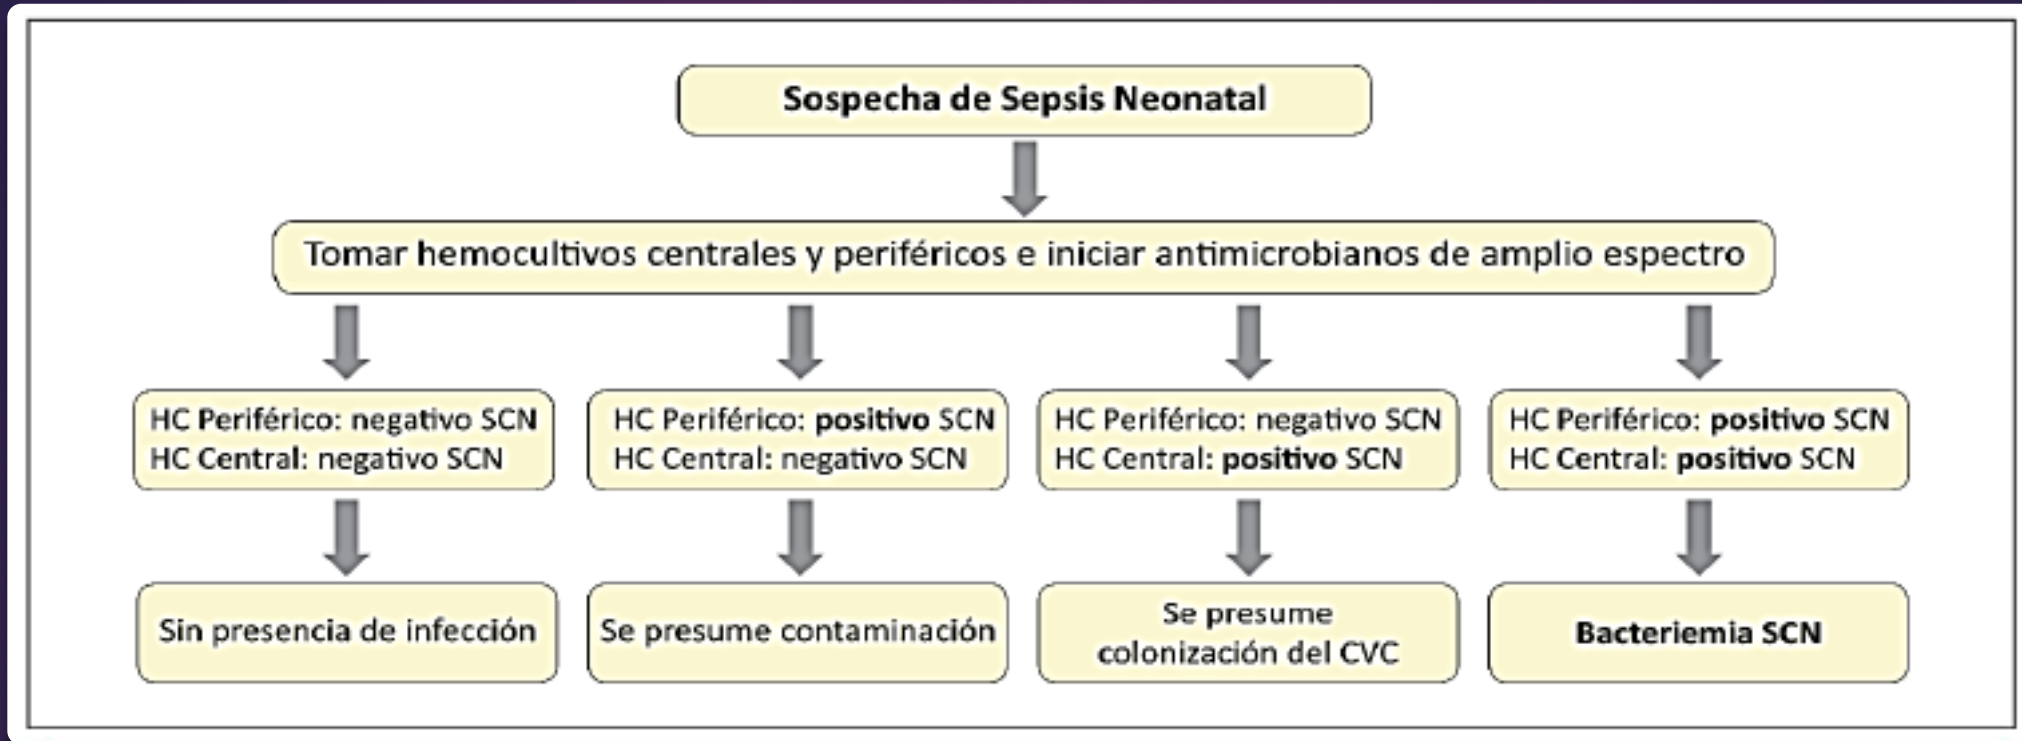 Sospecha de Sepsis Neonatal
Tomar hemocultivos centrales y periféricos e iniciar antimicrobianos de amplio espectro
HC Periférico: negativo SCN
HC Central: negativo SCN
HC Periférico: positivo SCN
HC Central: negativo SCN
HC Periférico: negativo SCN
HC Central: positivo SCN
HC Periférico: positivo SCN
HC Central: positivo SCN
Sin presencia de infección
Se presume contaminación
Se presume
colonización del CVC
Bacteriemia SCN